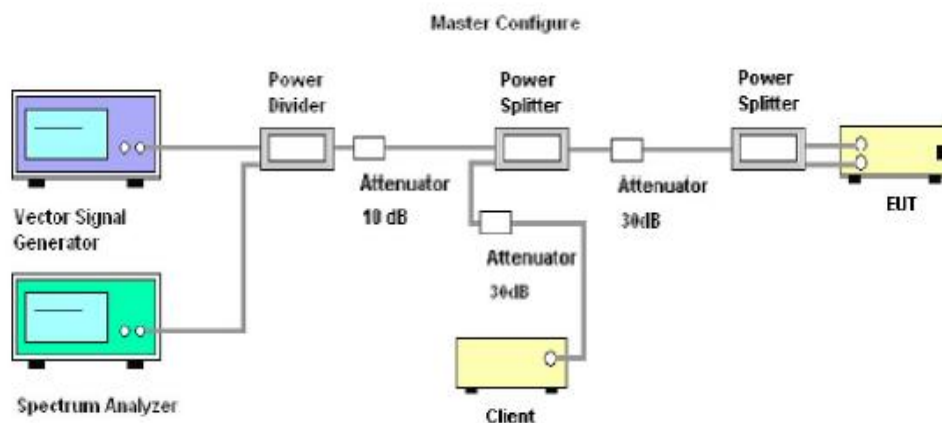 Master Configure
Power
Divider
Power
Splitter
Power
Splitter
Attenuator
10 dB
Attenuator
30dB
EUT
Vector Signal
Generator
Attenuator
30dB
Spectrum Analyzer
Client